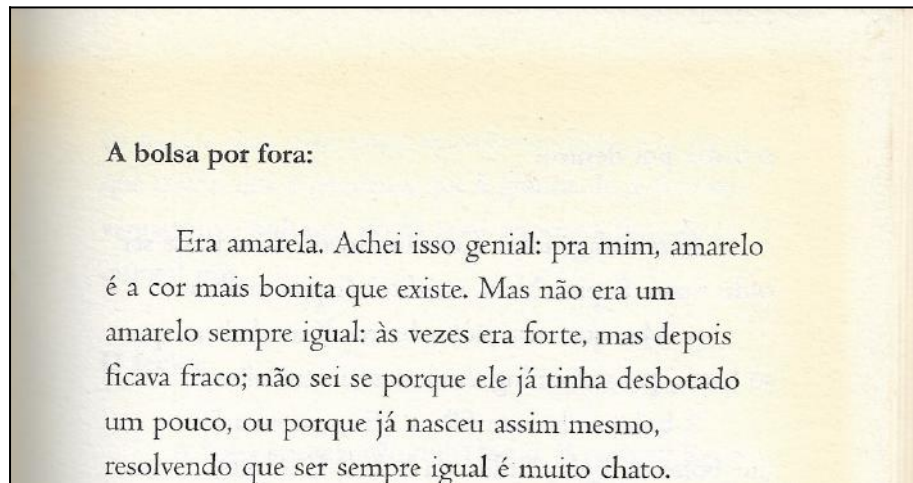 A bolsa por fora:
Era amarela. Achei isso genial: pra mim, amarelo
é a cor mais bonita que existe. Mas não era um
amarelo sempre igual: às vezes era forte, mas depois
ficava fraco; não sei se porque ele já tinha desbotado
um pouco, ou porque já nasceu assim mesmo,
resolvendo que ser sempre igual é muito chato.